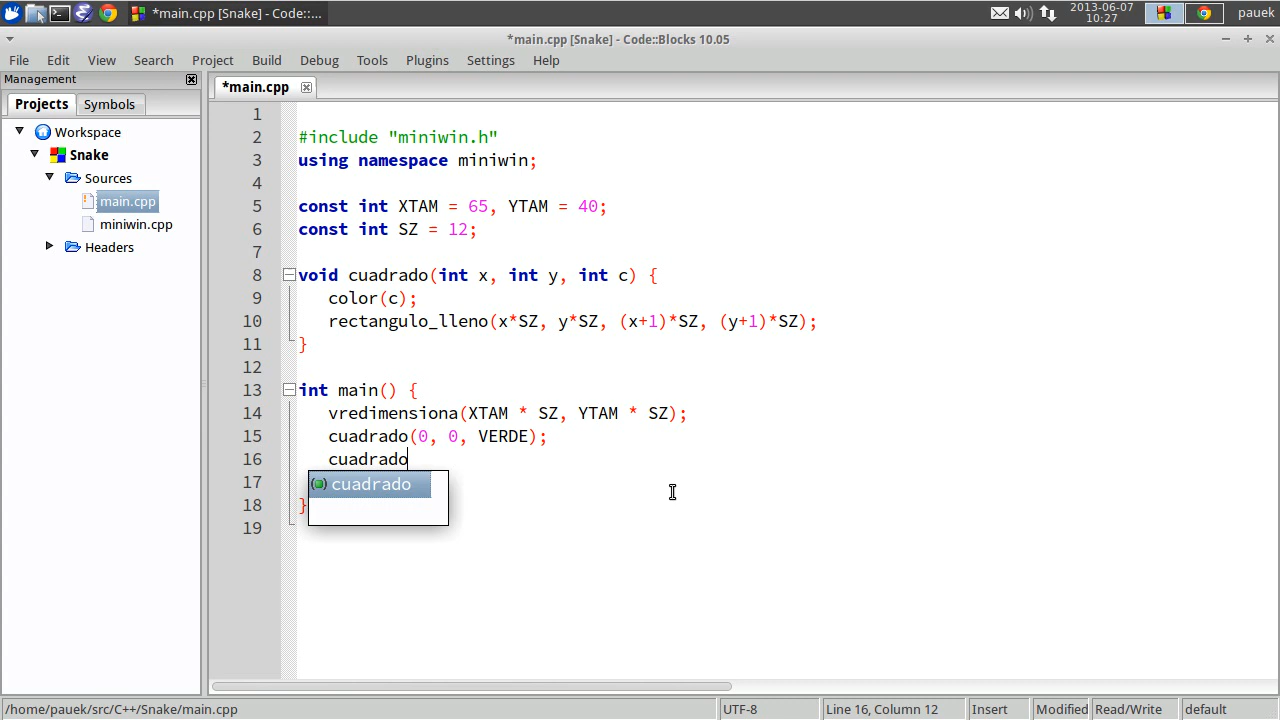 *main.cpp [Snake] - Code::...
2013-06-07
10:27
pauek
*main.cpp [Snake] - Code::Blocks 10.05
File Edit View Search Project Build Debug Tools Plugins Settings Help
Management
Projects Symbols
Workspace
Snake
Sources
main.cpp
miniwin.cpp
Headers
*main.cpp
1
2 #include "miniwin.h"
3 using namespace miniwin;
4
5 const int XTAM = 65, YTAM = 40;
6 const int SZ = 12;
7
8 void cuadrado(int x, int y, int c) {
9 color(c);
10 rectangulo_lleno(x*SZ, y*SZ, (x+1)*SZ, (y+1)*SZ);
11 }
12
13 int main() {
14 vredimensiona(XTAM * SZ, YTAM * SZ);
15 cuadrado(0, 0, VERDE);
16 cuadrado
17 cuadrado
18 }
19
/home/pauek/src/C++/Snake/main.cpp UTF-8 Line 16, Column 12 Insert Modified Read/Write default